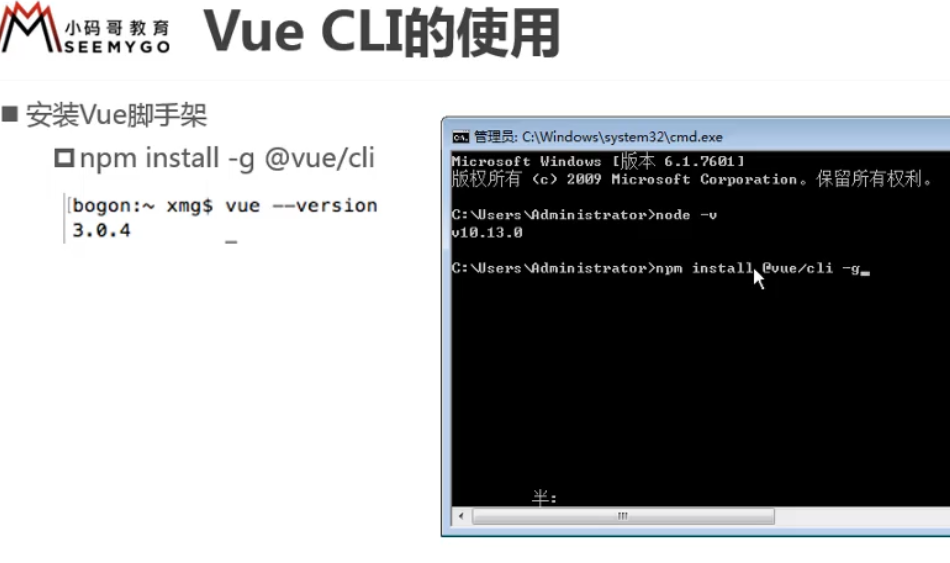 小码哥教育
SEEMYGO
Vue CLI的使用
安装Vue脚手架
npm install -g @vue/cli
bogon:~ xmg$ vue --version
3.0.4
管理员: C:\Windows\system32\cmd.exe
Microsoft Windows [版本 6.1.7601]
版权所有 (c) 2009 Microsoft Corporation。保留所有权利。
C:\Users\Administrator>node -v
v10.13.0
C:\Users\Administrator>npm install @vue/cli -g
半: